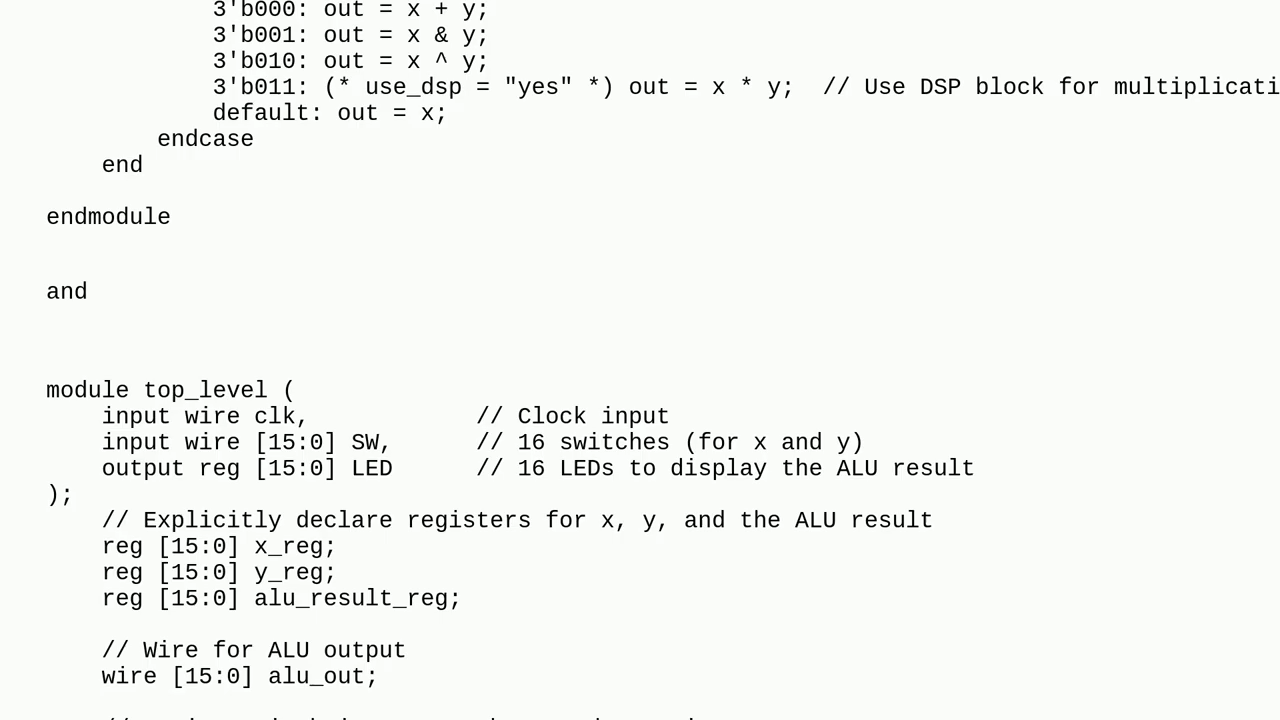 3'b000: out = x + y;
3'b001: out = x & y;
3'b010: out = x ^ y;
3'b011: (* use_dsp = "yes" *) out = x * y;  // Use DSP block for multiplicati
default: out = x;
endcase
end
endmodule
and
module top_level (
input wire clk,            // Clock input
input wire [15:0] SW,      // 16 switches (for x and y)
output reg [15:0] LED      // 16 LEDs to display the ALU result
);
// Explicitly declare registers for x, y, and the ALU result
reg [15:0] x_reg;
reg [15:0] y_reg;
reg [15:0] alu_result_reg;
// Wire for ALU output
wire [15:0] alu_out;